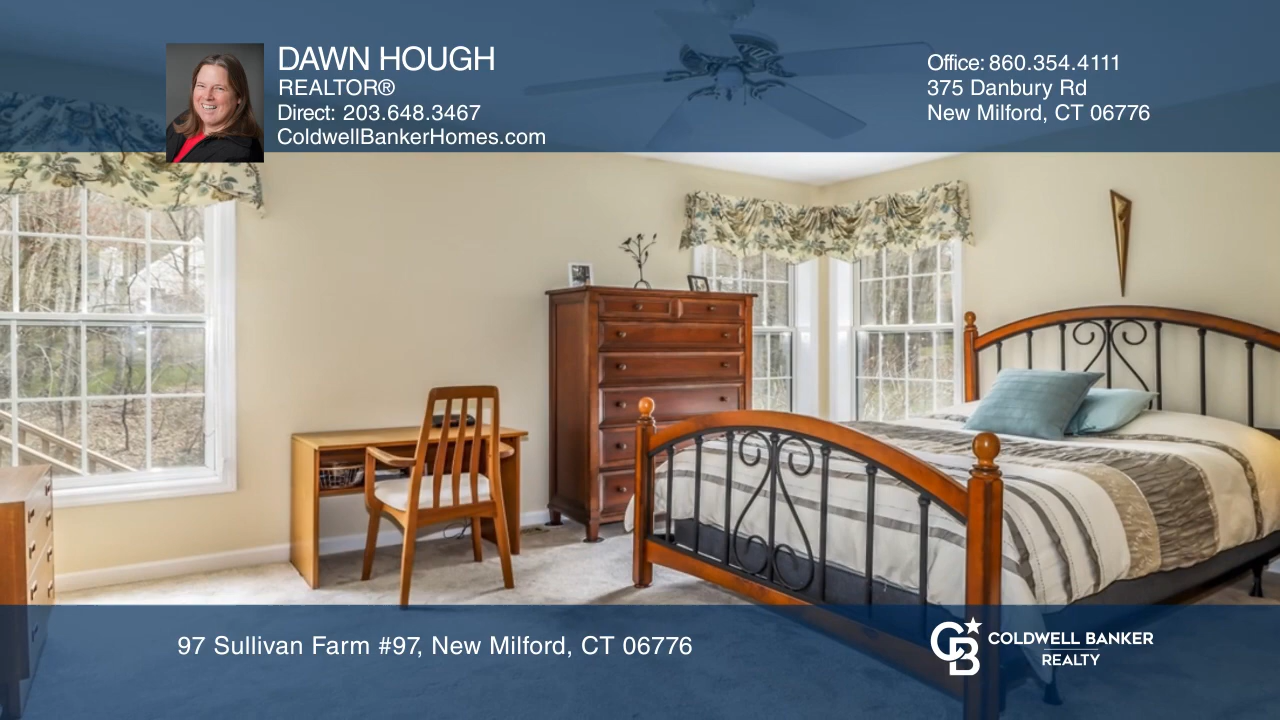 DAWN HOUGH
REALTOR®
Direct: 203.648.3467
ColdwellBankerHomes.com
Office: 860.354.4111
375 Danbury Rd
New Milford, CT 06776
97 Sullivan Farm #97, New Milford, CT 06776
CB
COLDWELL BANKER
REALTY